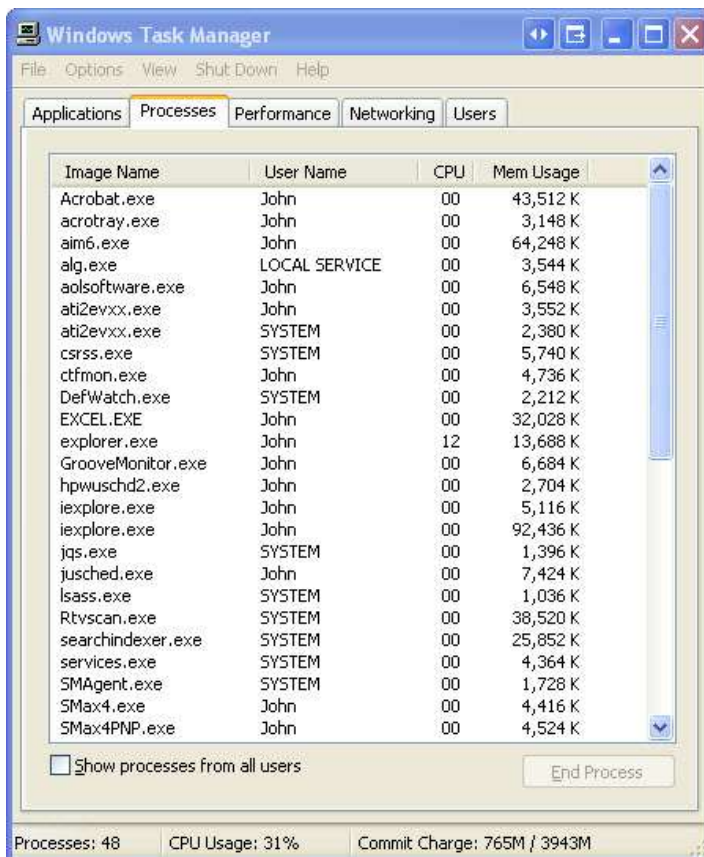 Windows Task Manager
File Options View Shut Down Help
Applications Processes Performance Networking Users
Image Name User Name CPU Mem Usage
Acrobat.exe John 00 43,512 K
acrotray.exe John 00 3,148 K
aim6.exe John 00 64,248 K
alg.exe LOCAL SERVICE 00 3,544 K
aolsoftware.exe John 00 6,548 K
ati2evxx.exe John 00 3,552 K
ati2evxx.exe SYSTEM 00 2,380 K
csrss.exe SYSTEM 00 5,740 K
ctfmon.exe John 00 4,736 K
DefWatch.exe SYSTEM 00 2,212 K
EXCEL.EXE John 00 32,028 K
explorer.exe John 12 13,688 K
GrooveMonitor.exe John 00 6,684 K
hpwuschd2.exe John 00 2,704 K
iexplore.exe John 00 5,116 K
iexplore.exe John 00 92,436 K
jqs.exe SYSTEM 00 1,396 K
jusched.exe John 00 7,424 K
lsass.exe SYSTEM 00 1,036 K
Rtvscan.exe SYSTEM 00 38,520 K
searchindexer.exe SYSTEM 00 25,852 K
services.exe SYSTEM 00 4,364 K
SMAgent.exe SYSTEM 00 1,728 K
SMax4.exe John 00 4,416 K
SMax4PNP.exe John 00 4,524 K
Show processes from all users End Process
Processes: 48 CPU Usage: 31% Commit Charge: 765M / 3943M